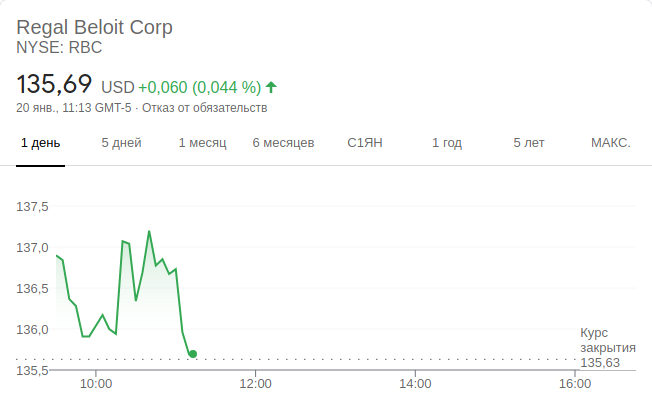 Regal Beloit Corp
NYSE: RBC
135,69 USD +0,060 (0,044 %)
20 янв., 11:13 GMT-5 · Отказ от обязательств
1 день 5 дней 1 месяц 6 месяцев С1ЯН 1 год 5 лет МАКС.
137,5
137,0
136,5
136,0
135,5
Курс
закрытия
135,63
10:00 12:00 14:00 16:00